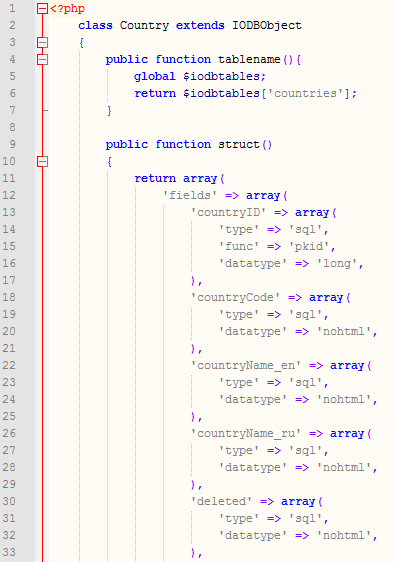 1 <?php
2     class Country extends IODBObject
3     {
4         public function tablename(){
5             global $iodbtables;
6             return $iodbtables['countries'];
7         }
8
9         public function struct()
10         {
11             return array(
12                 'fields' => array(
13                     'countryID' => array(
14                         'type' => 'sql',
15                         'func' => 'pkid',
16                         'datatype' => 'long',
17                     ),
18                     'countryCode' => array(
19                         'type' => 'sql',
20                         'datatype' => 'nohtml',
21                     ),
22                     'countryName_en' => array(
23                         'type' => 'sql',
24                         'datatype' => 'nohtml',
25                     ),
26                     'countryName_ru' => array(
27                         'type' => 'sql',
28                         'datatype' => 'nohtml',
29                     ),
30                     'deleted' => array(
31                         'type' => 'sql',
32                         'datatype' => 'nohtml',
33                     ),